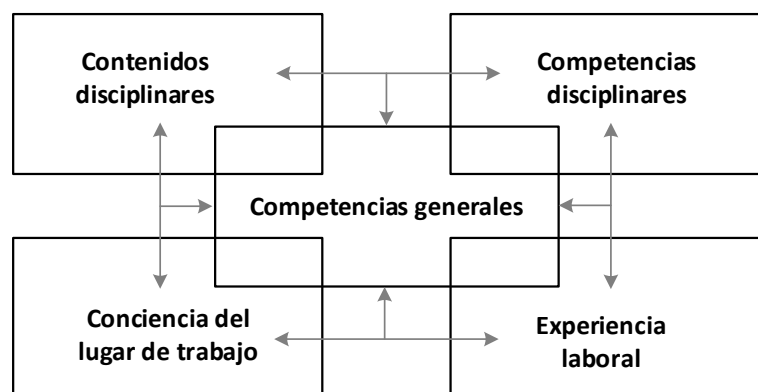 Contenidos
disciplinares
Competencias
disciplinares
Competencias generales
Conciencia del
lugar de trabajo
Experiencia
laboral